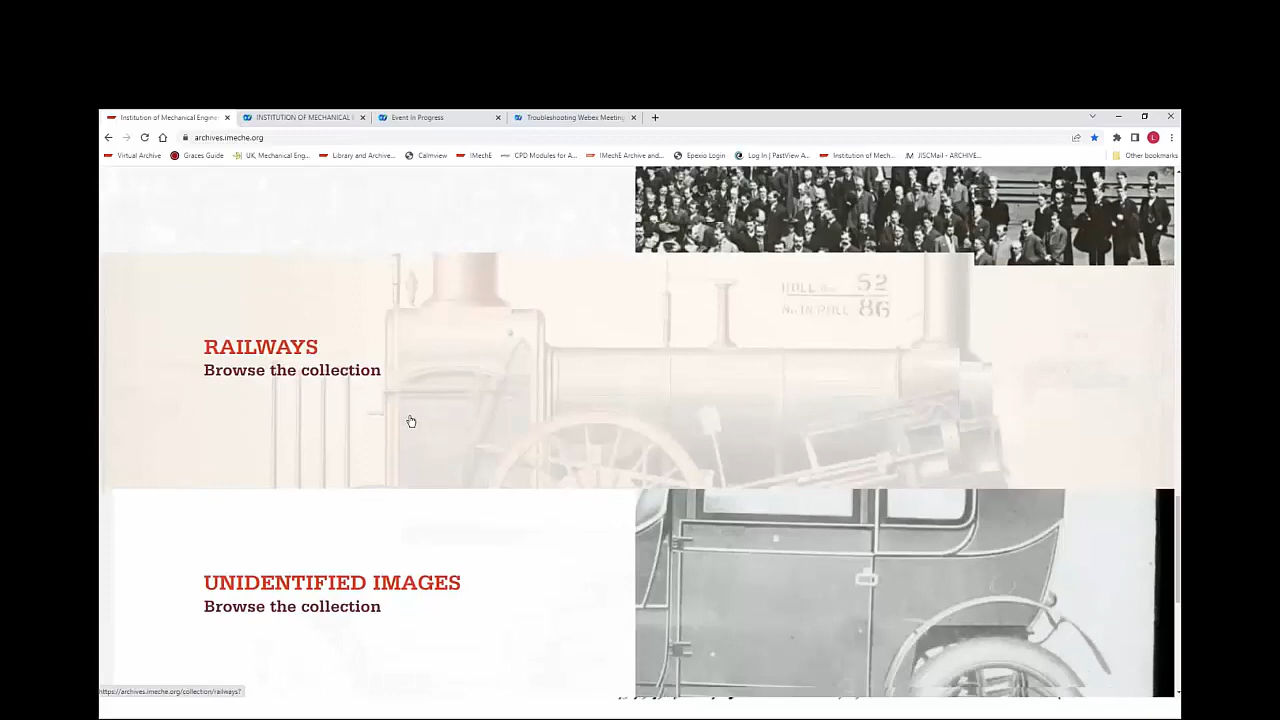 Institution of Mechanical Engine
INSTITUTION OF MECHANICAL
Event In Progress
Troubleshooting Webex Meeting
archives.imeche.org
Virtual Archive
Graces Guide
UK, Mechanical Eng...
Library and Archive...
Calmview
IMechE
CPD Modules for A...
IMechE Archive and...
Epexio Login
Log In | PastView A...
Institution of Mech...
JISCMail - ARCHIVE...
Other bookmarks
52
No. IN ROLL 86
RAILWAYS
Browse the collection
UNIDENTIFIED IMAGES
Browse the collection
https://archives.imeche.org/collection/railways?